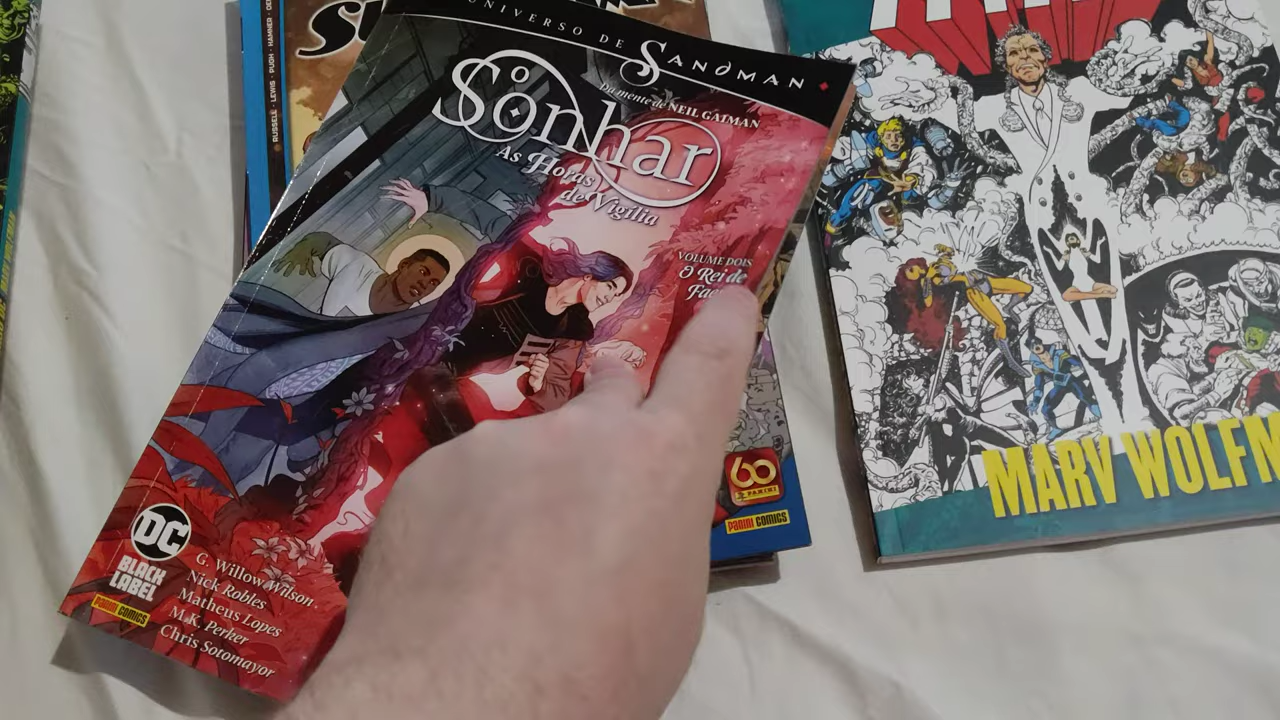 UNIVERSO DE SANDMAN
Da mente de NEIL GAIMAN
Sonhar
As Horas
de Vigília
VOLUME DOIS
O Rei de
DC
BLACK
LABEL
PANINI COMICS
G. Willow Wilson
Nick Robles
Matheus Lopes
M.K. Perker
Chris Sotomayor
RUSSELL · LEWIS · PUGH · HAMNER
60
PANINI
PANINI COMICS
MARV WOLFM